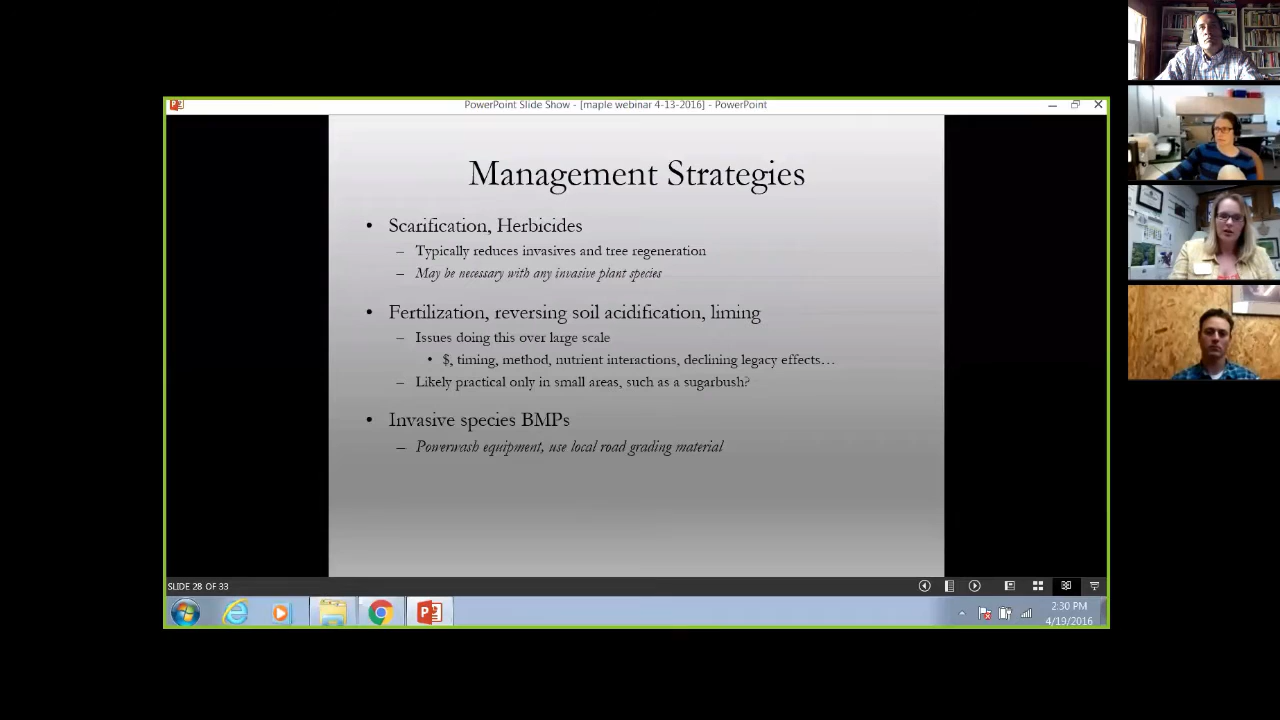 PowerPoint Slide Show - [maple webinar 4-13-2016] - PowerPoint
Management Strategies
• Scarification, Herbicides
– Typically reduces invasives and tree regeneration
– May be necessary with any invasive plant species
• Fertilization, reversing soil acidification, liming
– Issues doing this over large scale
• $, timing, method, nutrient interactions, declining legacy effects…
– Likely practical only in small areas, such as a sugarbush?
• Invasive species BMPs
– Powerwash equipment, use local road grading material
SLIDE 28 OF 33
2:30 PM
4/19/2016